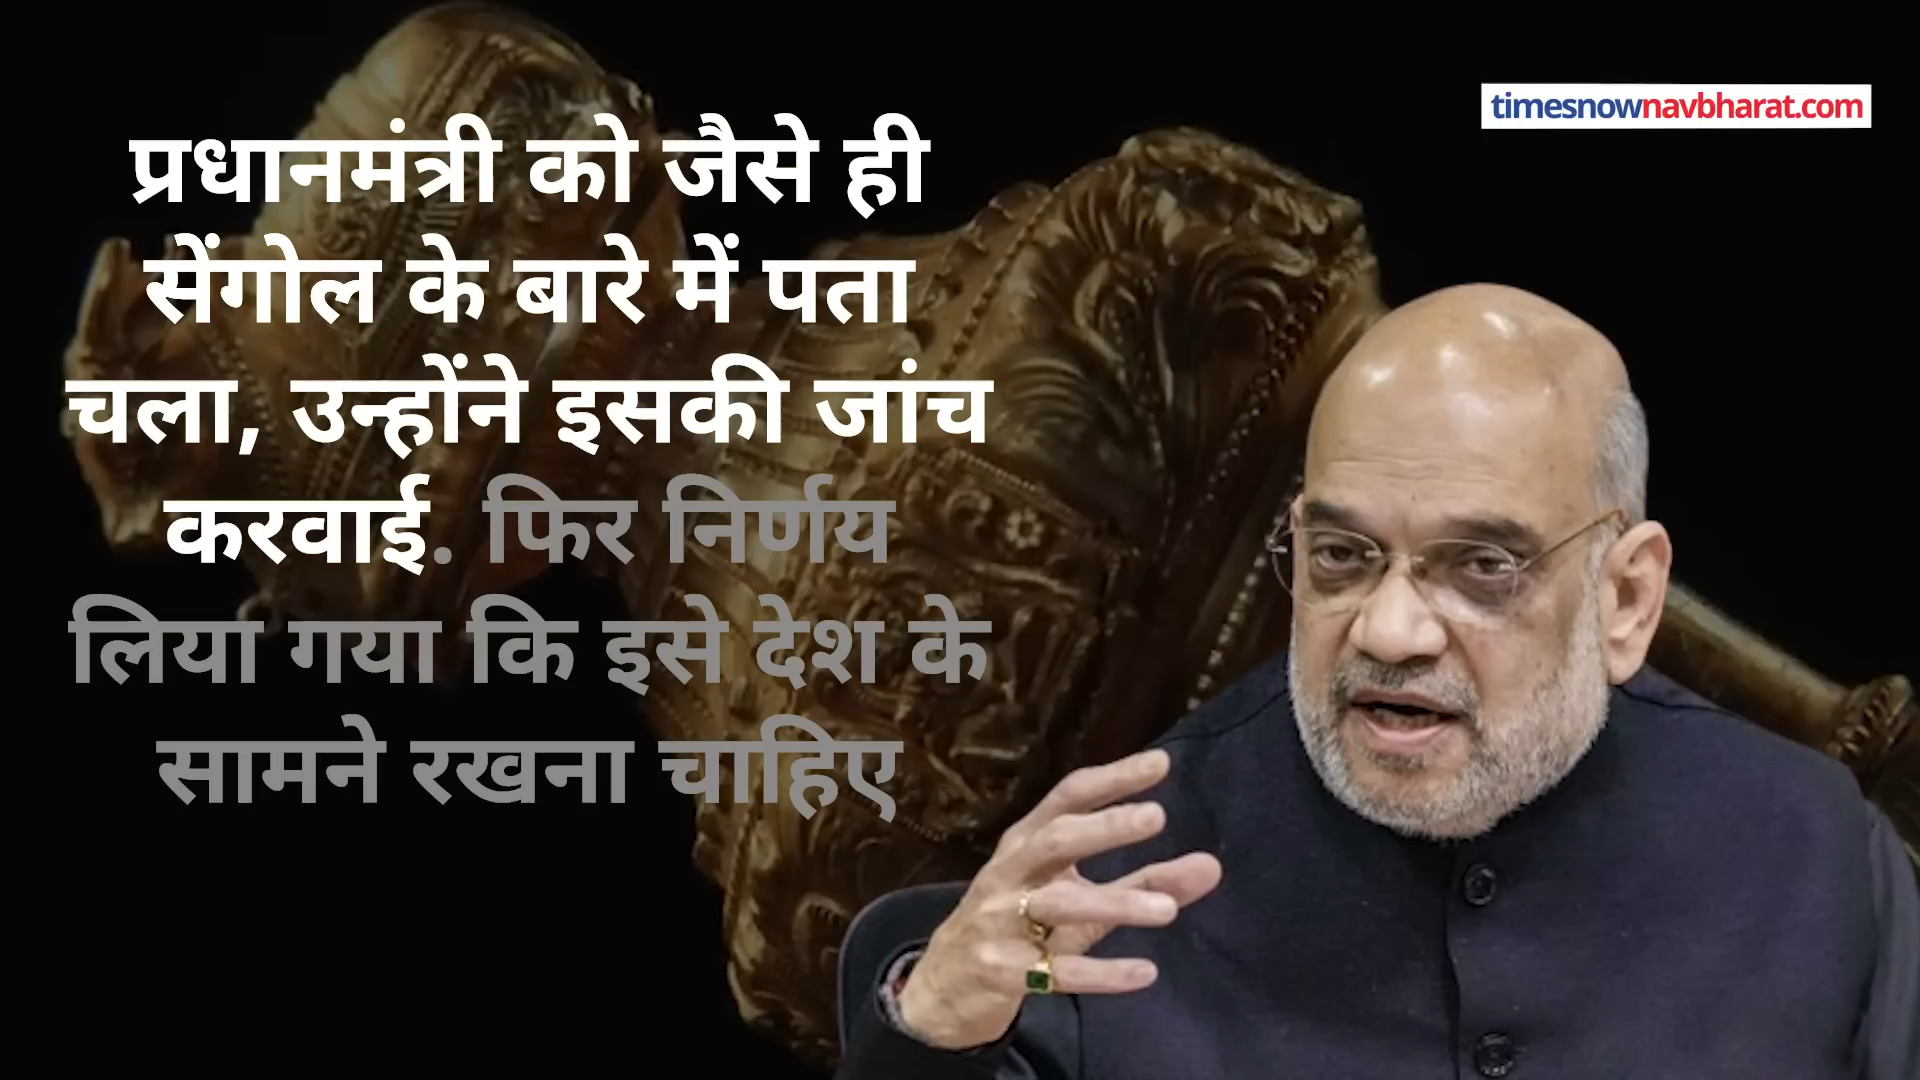 timesnownavbharat.com
प्रधानमंत्री को जैसे ही
सेंगोल के बारे में पता
चला, उन्होंने इसकी जांच
करवाई. फिर निर्णय
लिया गया कि इसे देश के
सामने रखना चाहिए